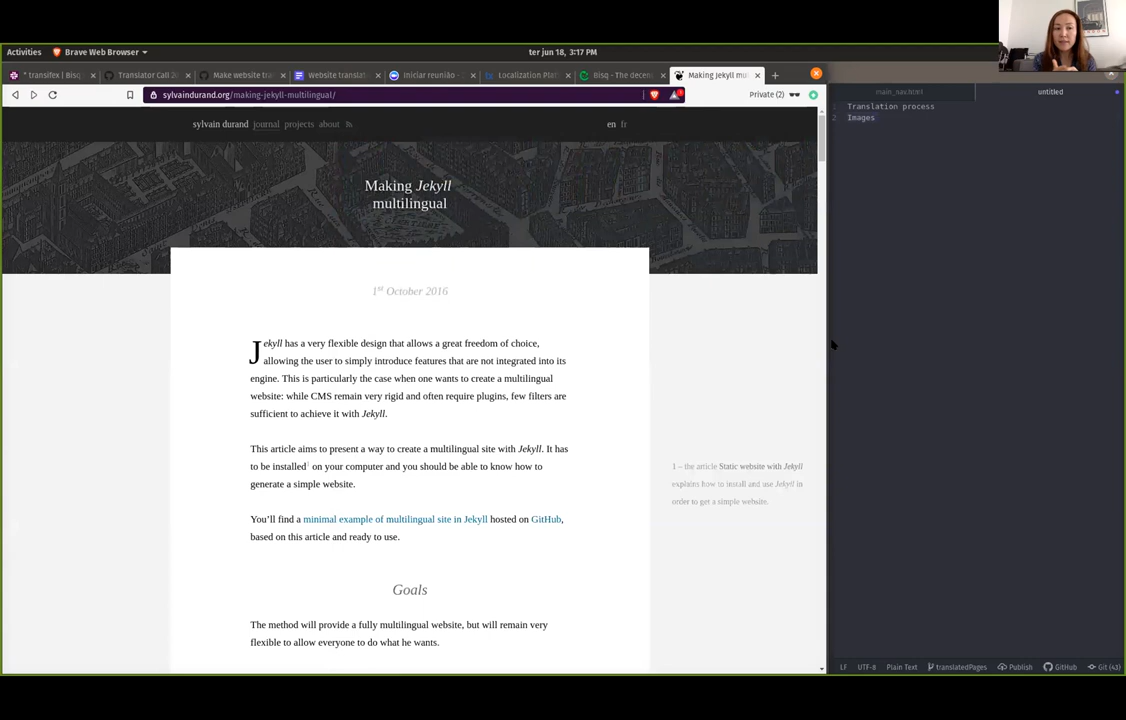 Activities Brave Web Browser
ter jun 18, 3:17 PM
* transifex | Bisq
Translator Call 20
Make website tran
Website translat
Iniciar reunião -
Localization Plat
Bisq - The decent
Making Jekyll mu
sylvaindurand.org/making-jekyll-multilingual/
Private (2)
main_nav.html
untitled
1 Translation process
2 Images
sylvain durand journal projects about
en fr
Making Jekyll
multilingual
1st October 2016
Jekyll has a very flexible design that allows a great freedom of choice,
allowing the user to simply introduce features that are not integrated into its
engine. This is particularly the case when one wants to create a multilingual
website: while CMS remain very rigid and often require plugins, few filters are
sufficient to achieve it with Jekyll.
This article aims to present a way to create a multilingual site with Jekyll. It has
to be installed1 on your computer and you should be able to know how to
generate a simple website.
1 – the article Static website with Jekyll
explains how to install and use Jekyll in
order to get a simple website.
You'll find a minimal example of multilingual site in Jekyll hosted on GitHub,
based on this article and ready to use.
Goals
The method will provide a fully multilingual website, but will remain very
flexible to allow everyone to do what he wants.
LF UTF-8 Plain Text translatedPages Publish GitHub Git (43)